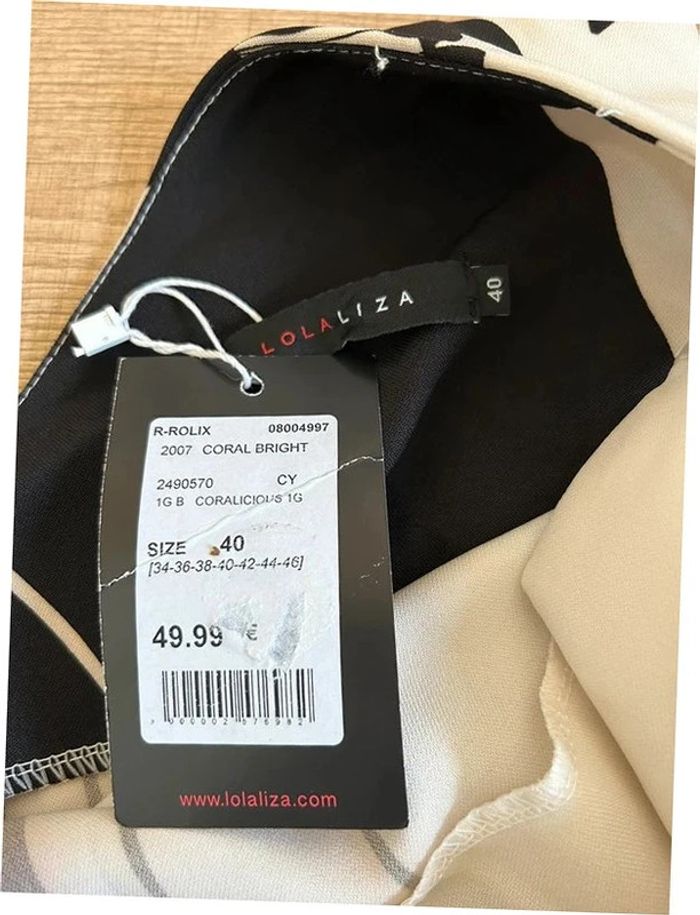 40
LOLALIZA
R-ROLIX 08004997
2007 CORAL BRIGHT
2490570 CY
1G B CORALICIOUS 1G
SIZE 40
[34-36-38-40-42-44-46]
49.99 €
www.lolaliza.com